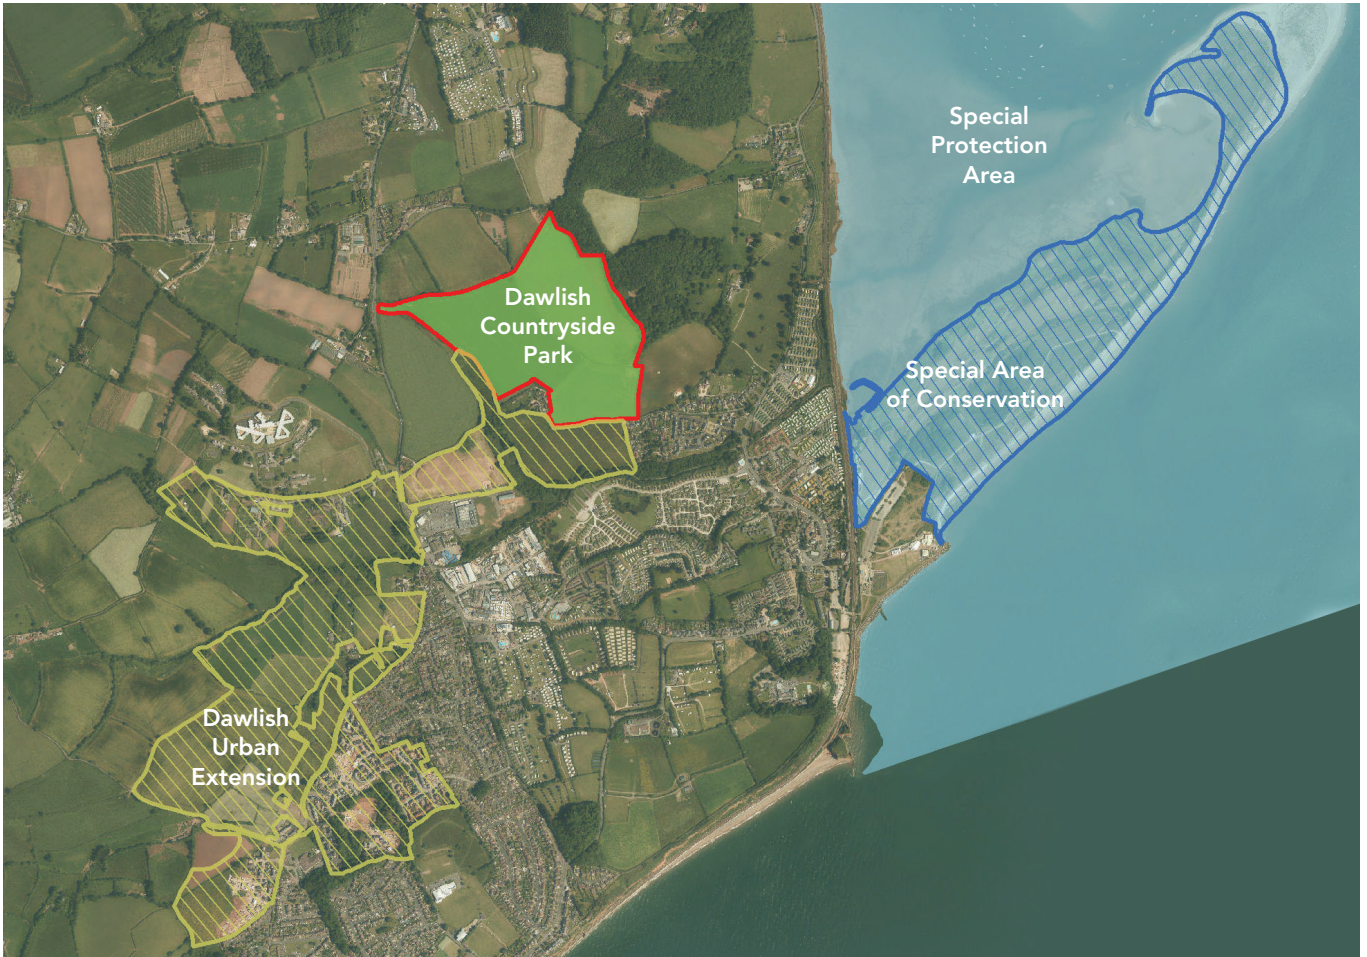 Special
Protection
Area
Dawlish
Countryside
Park
Special Area
of Conservation
Dawlish
Urban
Extension